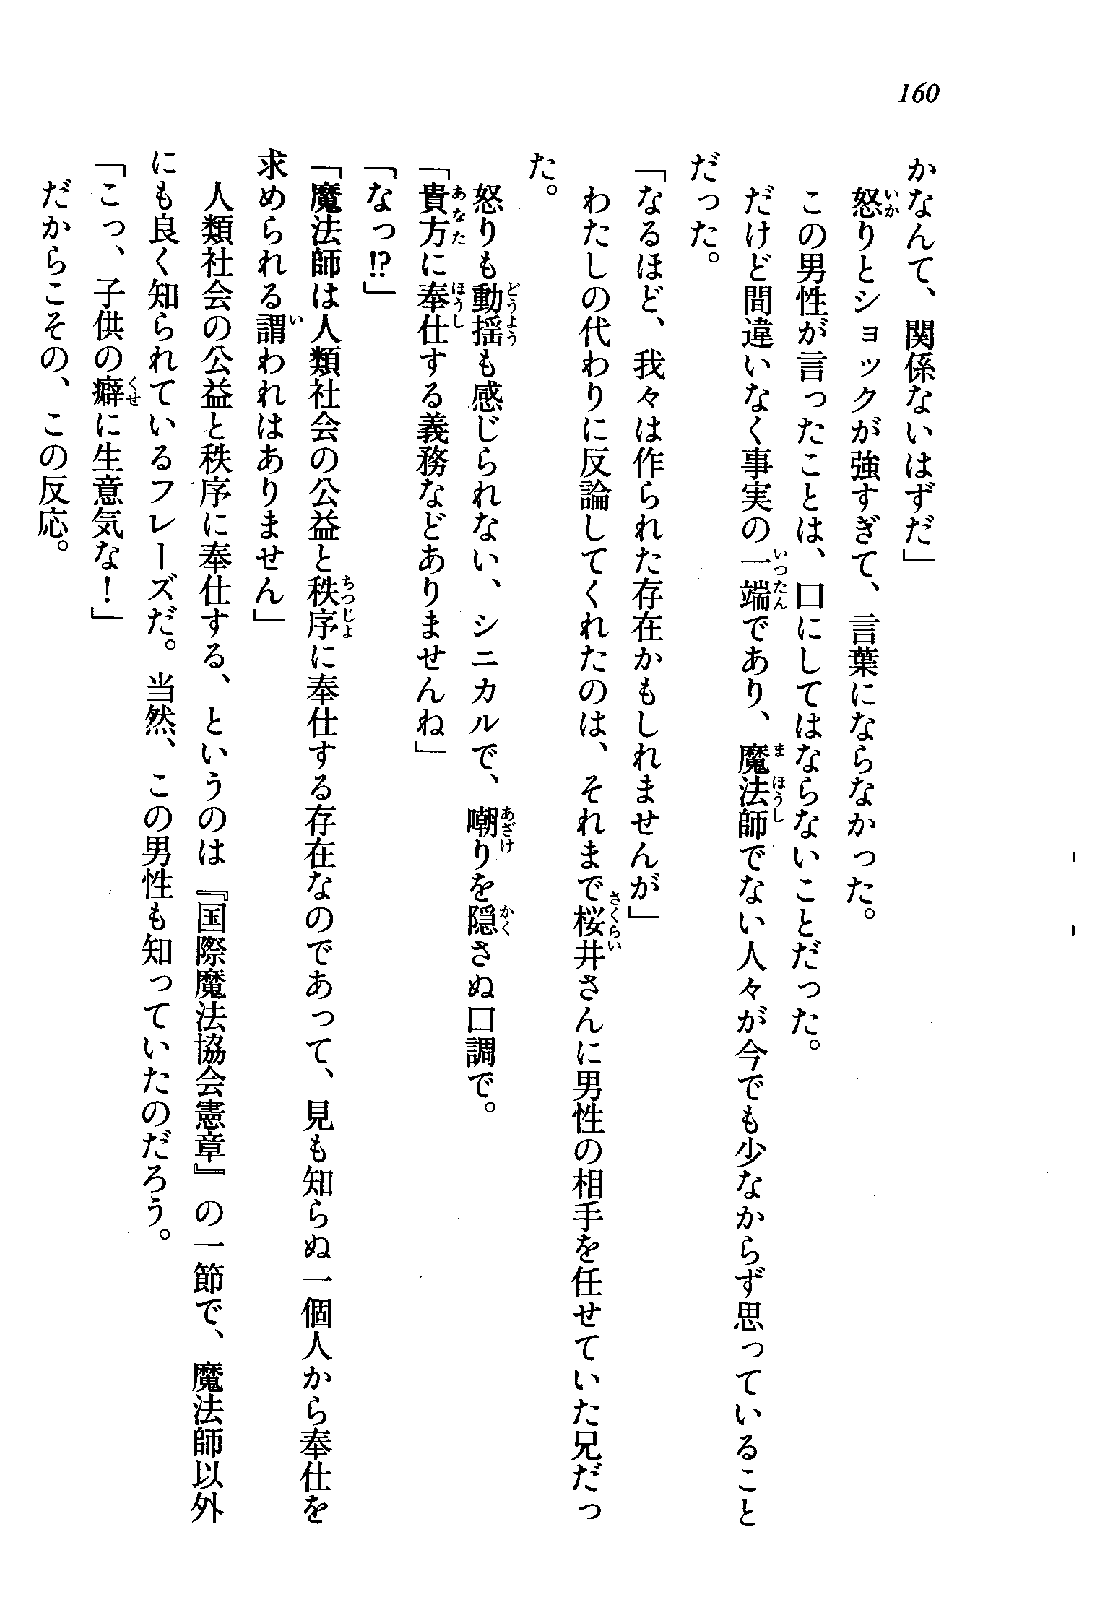 160
かなんて、関係ないはずだ」
怒りとショックが強すぎて、言葉にならなかった。
この男性が言ったことは、口にしてはならないことだった。
だけど間違いなく事実の一端であり、魔法師でない人々が今でも少なからず思っていること
だった。
「なるほど、我々は作られた存在かもしれませんが」
わたしの代わりに反論してくれたのは、それまで桜井さんに男性の相手を任せていた兄だっ
た。
怒りも動揺も感じられない、シニカルで、嘲りを隠さぬ口調で。
「貴方に奉仕する義務などありませんね」
「なっ!?」
「魔法師は人類社会の公益と秩序に奉仕する存在なのであって、見も知らぬ一個人から奉仕を
求められる謂われはありません」
人類社会の公益と秩序に奉仕する、というのは『国際魔法協会憲章』の一節で、魔法師以外
にも良く知られているフレーズだ。当然、この男性も知っていたのだろう。
「こっ、子供の癖に生意気な！」
だからこその、この反応。